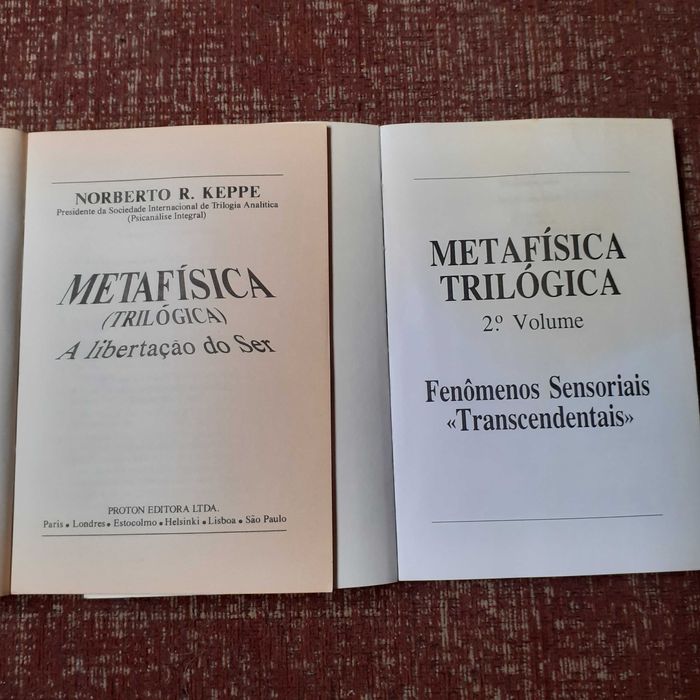 NORBERTO R. KEPPE
Presidente da Sociedade Internacional de Trilogia Analítica
(Psicanálise Integral)
METAFÍSICA
(TRILÓGICA)
A libertação do Ser
PROTON EDITORA LTDA.
Paris • Londres • Estocolmo • Helsinki • Lisboa • São Paulo
METAFÍSICA
TRILÓGICA
2º Volume
Fenômenos Sensoriais
«Transcendentais»